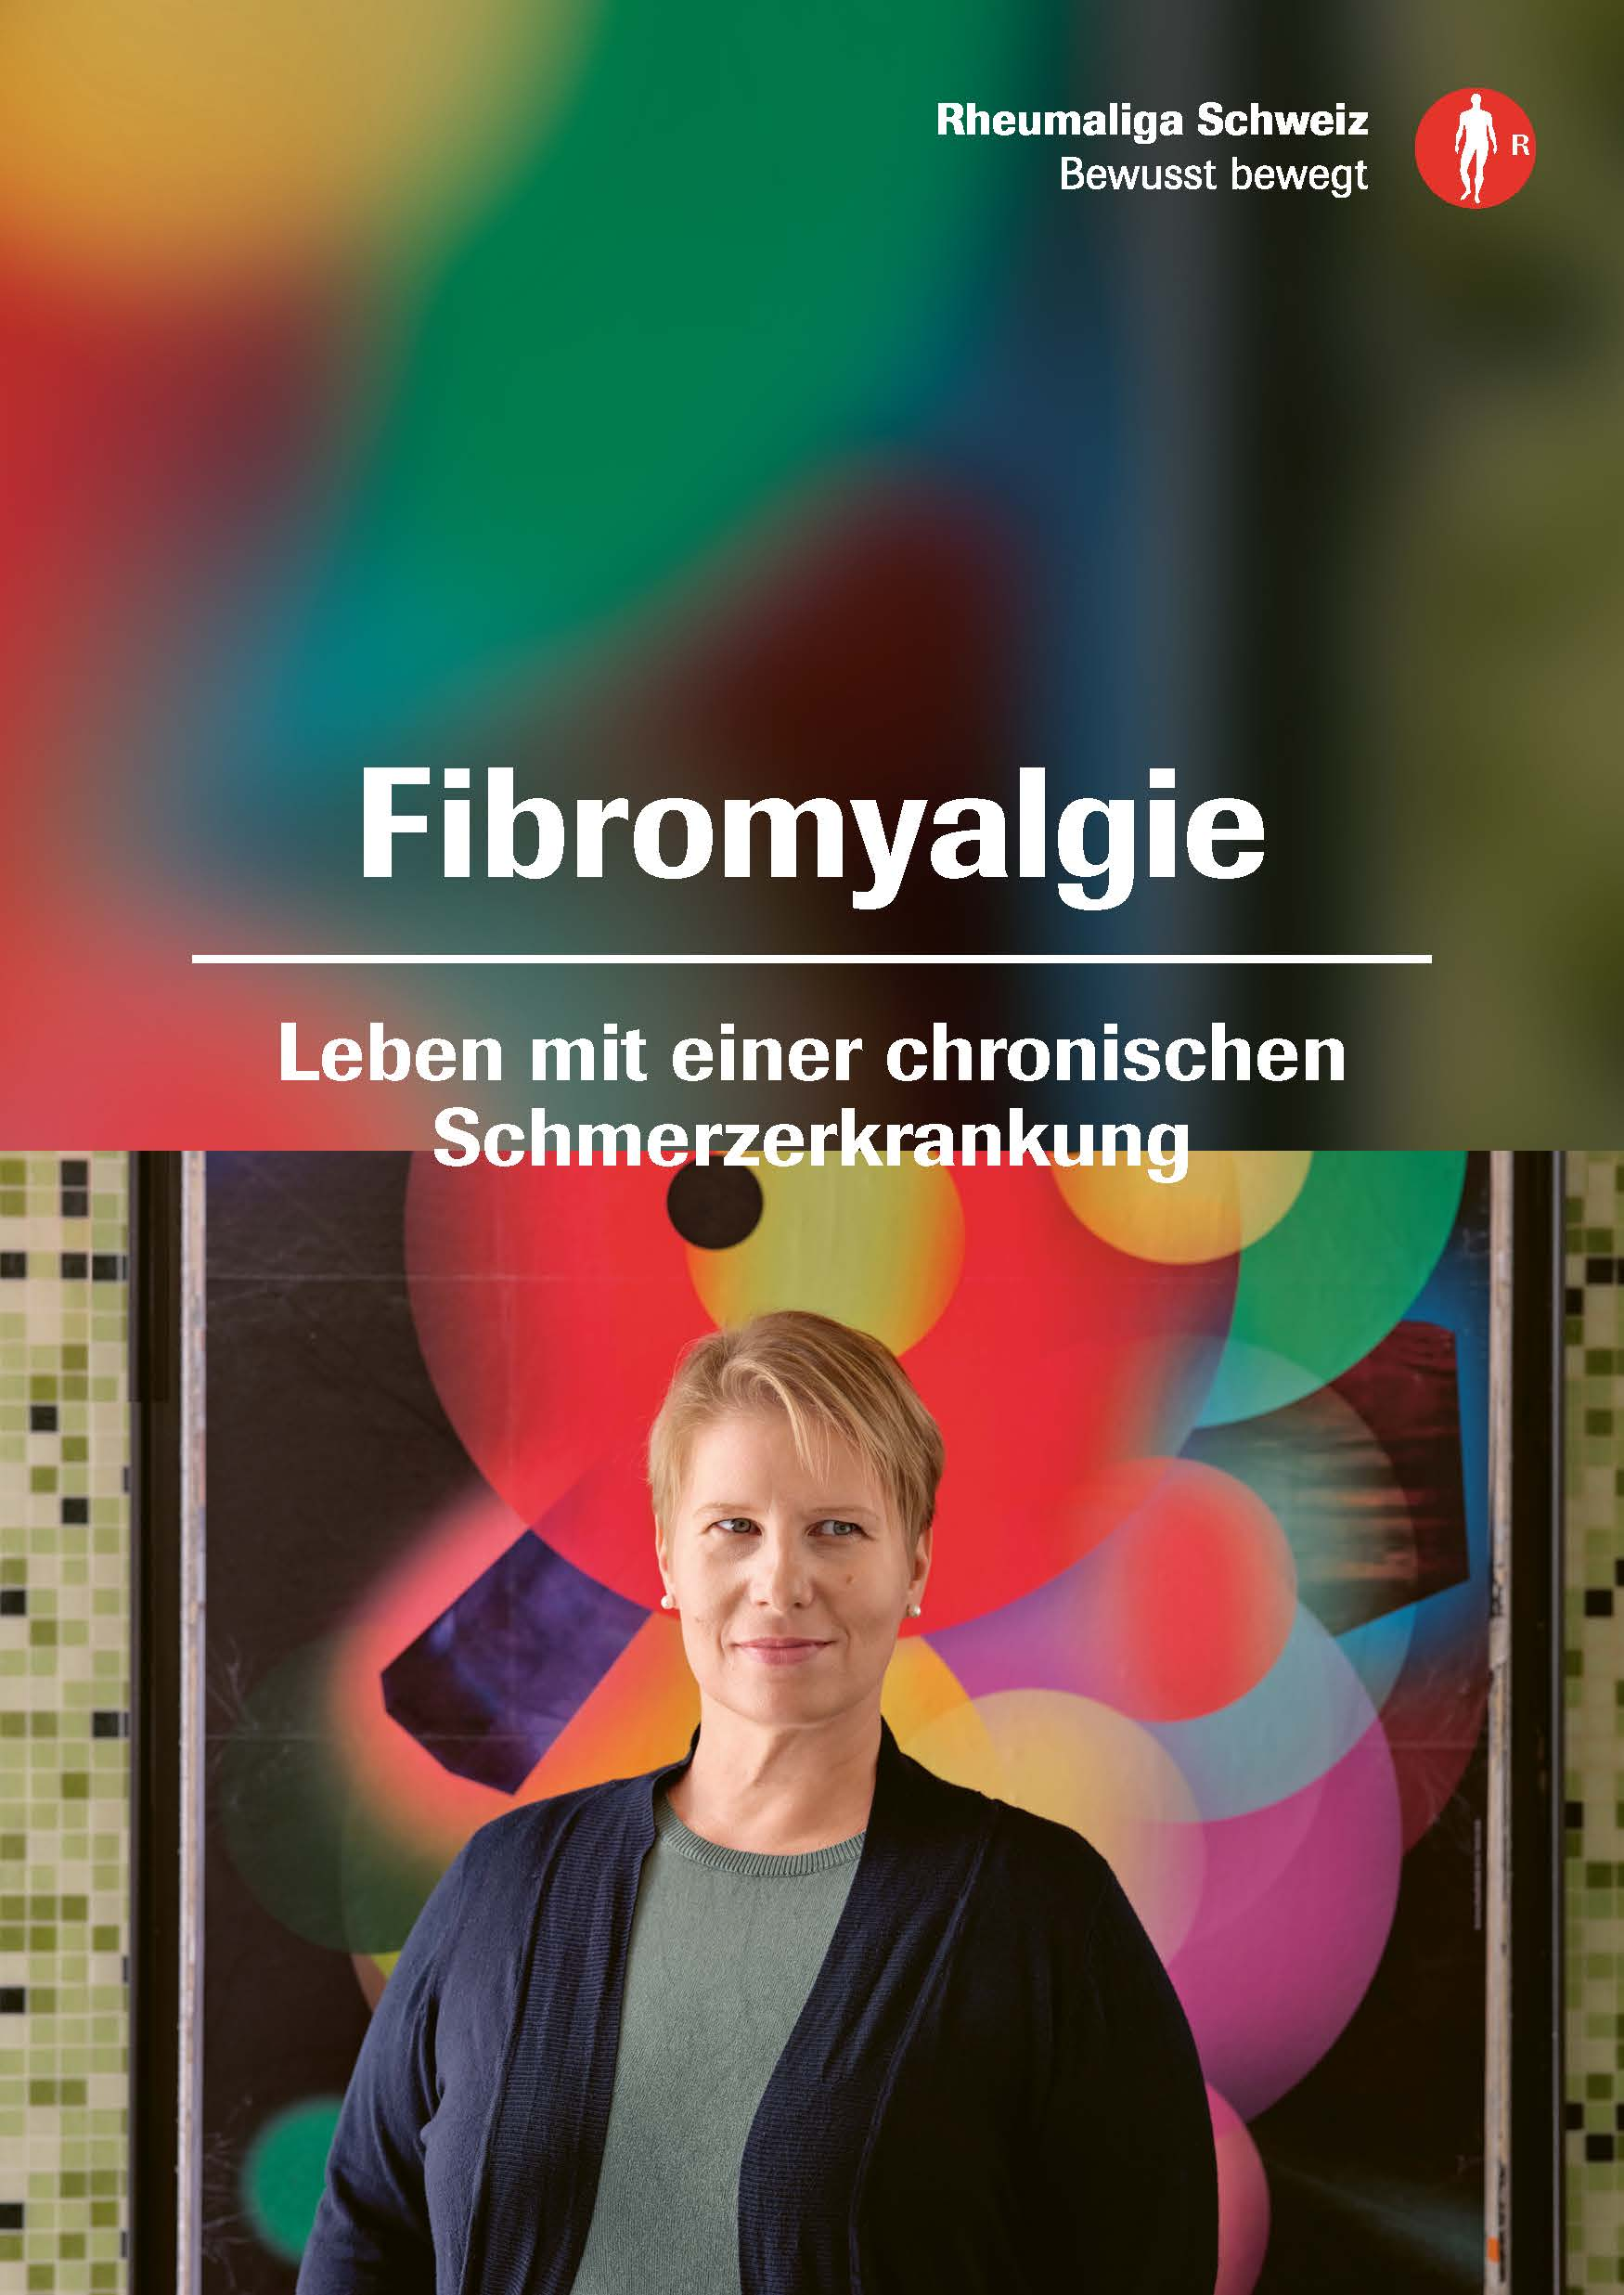 Rheumaliga Schweiz
Bewusst bewegt
R
Fibromyalgie
Leben mit einer chronischen
Schmerzerkrankung